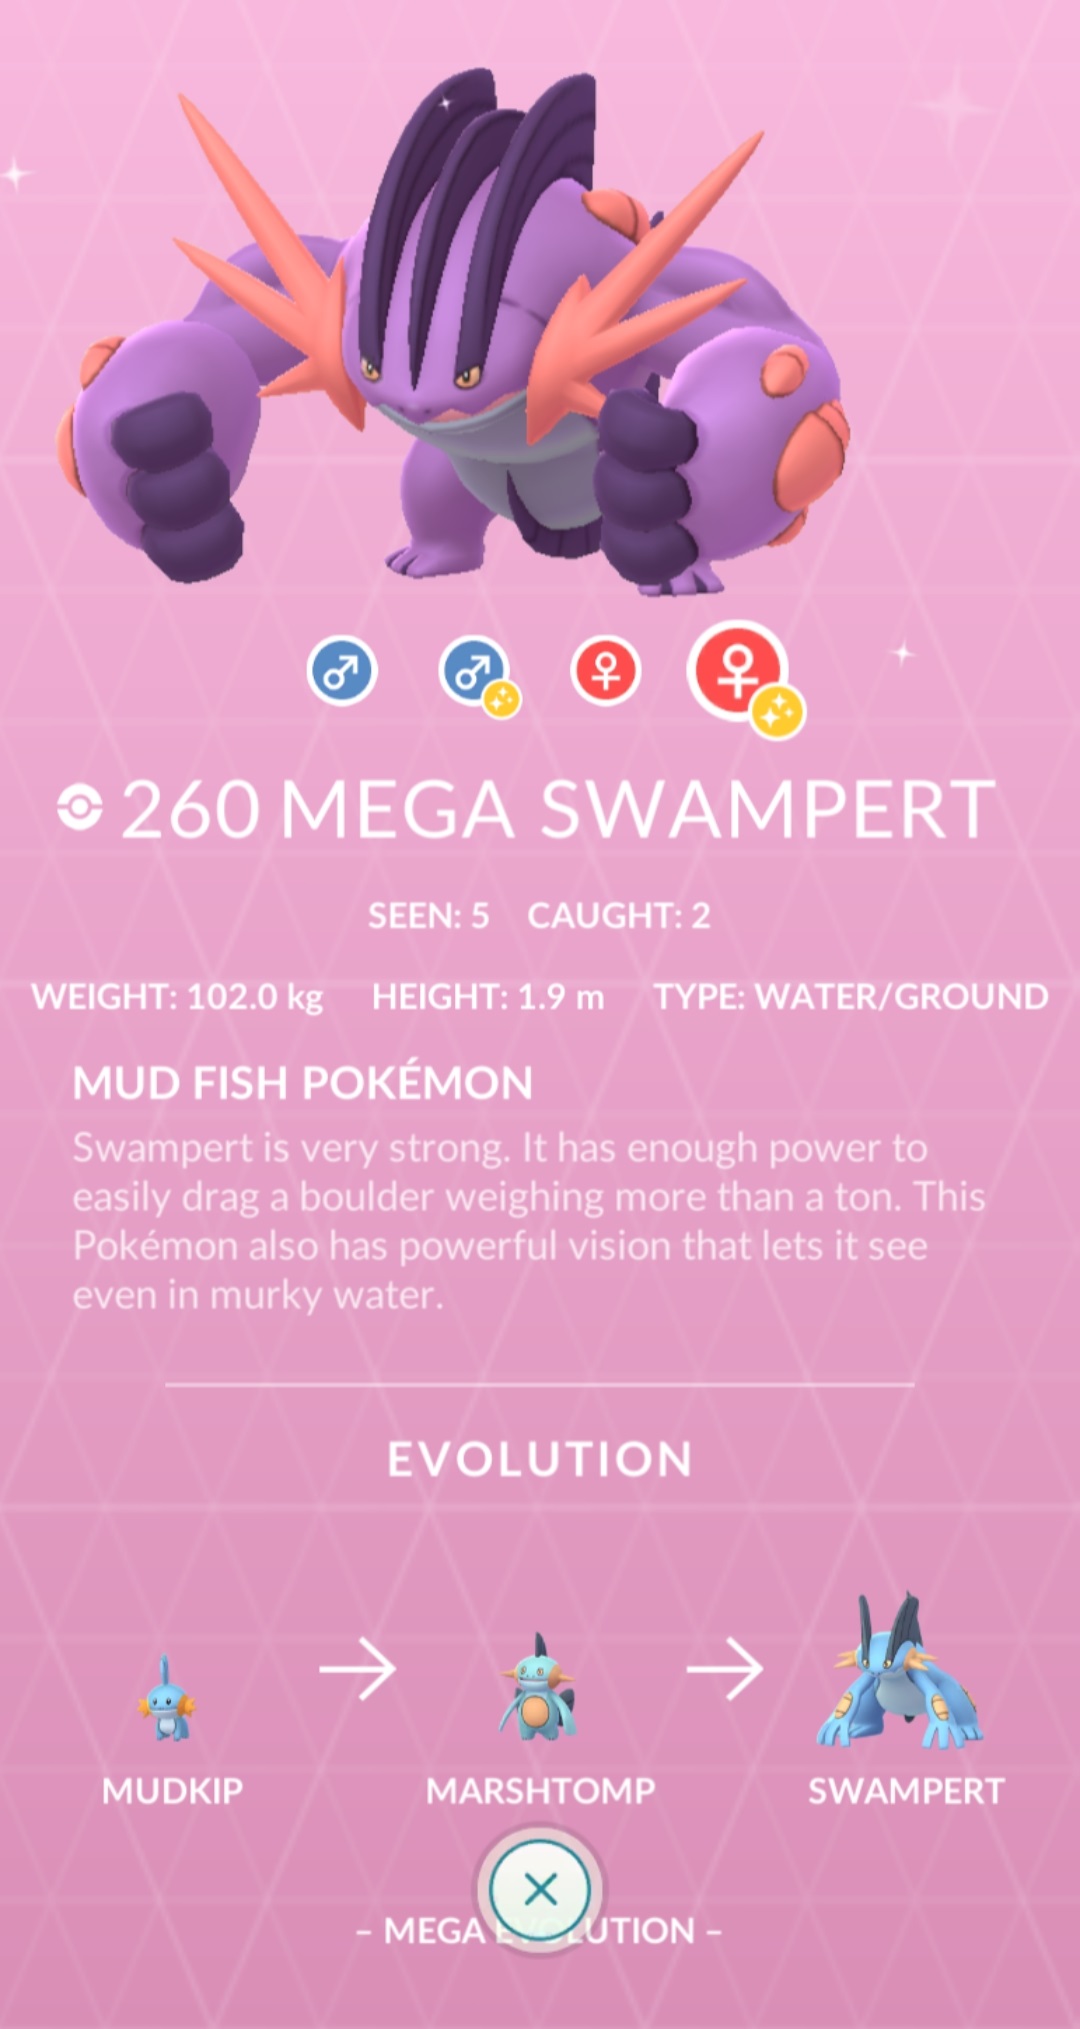 260 MEGA SWAMPERT
SEEN: 5 CAUGHT: 2
WEIGHT: 102.0 kg HEIGHT: 1.9 m TYPE: WATER/GROUND
MUD FISH POKÉMON
Swampert is very strong. It has enough power to
easily drag a boulder weighing more than a ton. This
Pokémon also has powerful vision that lets it see
even in murky water.
EVOLUTION
MUDKIP MARSHTOMP SWAMPERT
– MEGA EVOLUTION –